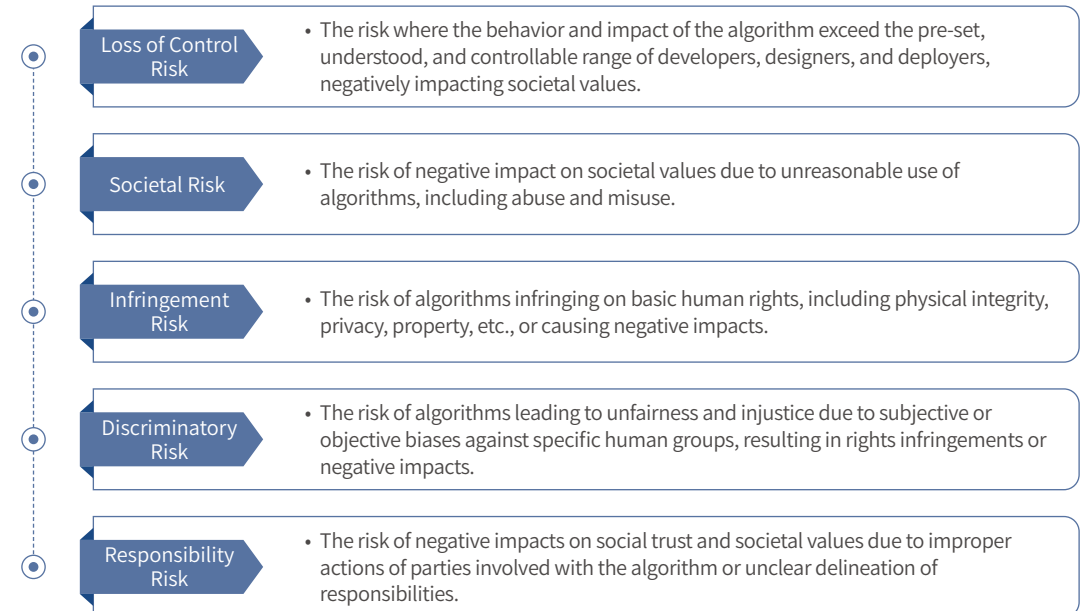 Loss of Control
Risk
• The risk where the behavior and impact of the algorithm exceed the pre-set,
understood, and controllable range of developers, designers, and deployers,
negatively impacting societal values.
Societal Risk
• The risk of negative impact on societal values due to unreasonable use of
algorithms, including abuse and misuse.
Infringement
Risk
• The risk of algorithms infringing on basic human rights, including physical integrity,
privacy, property, etc., or causing negative impacts.
Discriminatory
Risk
• The risk of algorithms leading to unfairness and injustice due to subjective or
objective biases against specific human groups, resulting in rights infringements or
negative impacts.
Responsibility
Risk
• The risk of negative impacts on social trust and societal values due to improper
actions of parties involved with the algorithm or unclear delineation of
responsibilities.